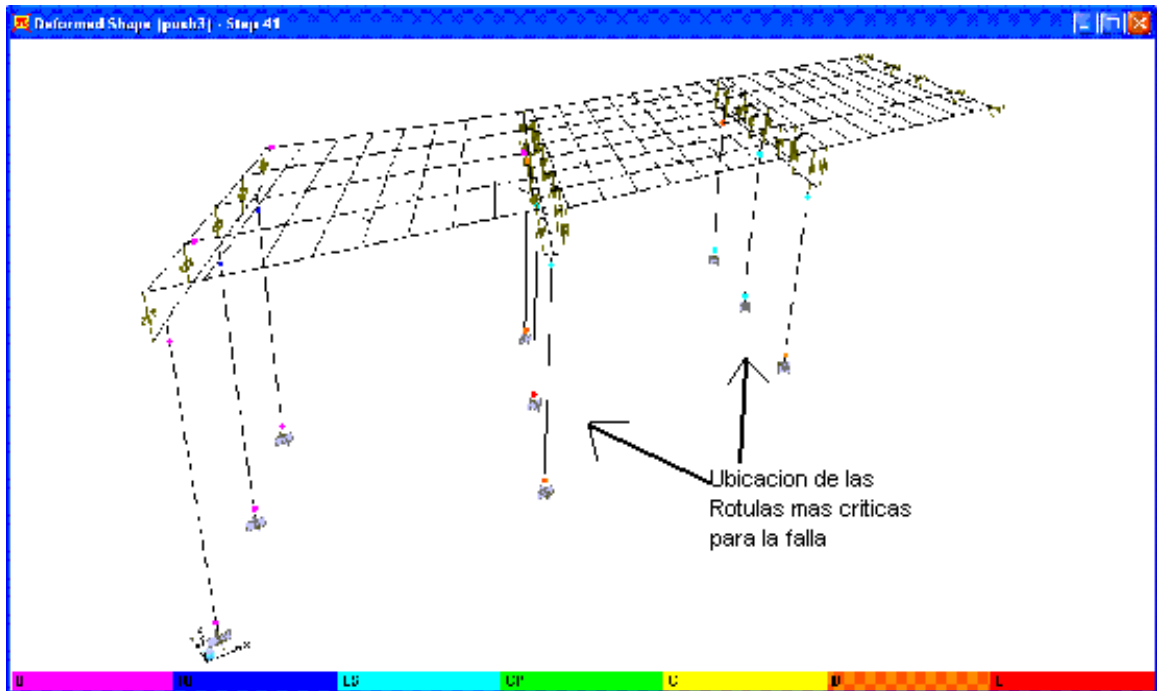 Deformed Shape (push3) - Step 41
Ubicacion de las
Rotulas mas criticas
para la falla
B IO LS CP C D E